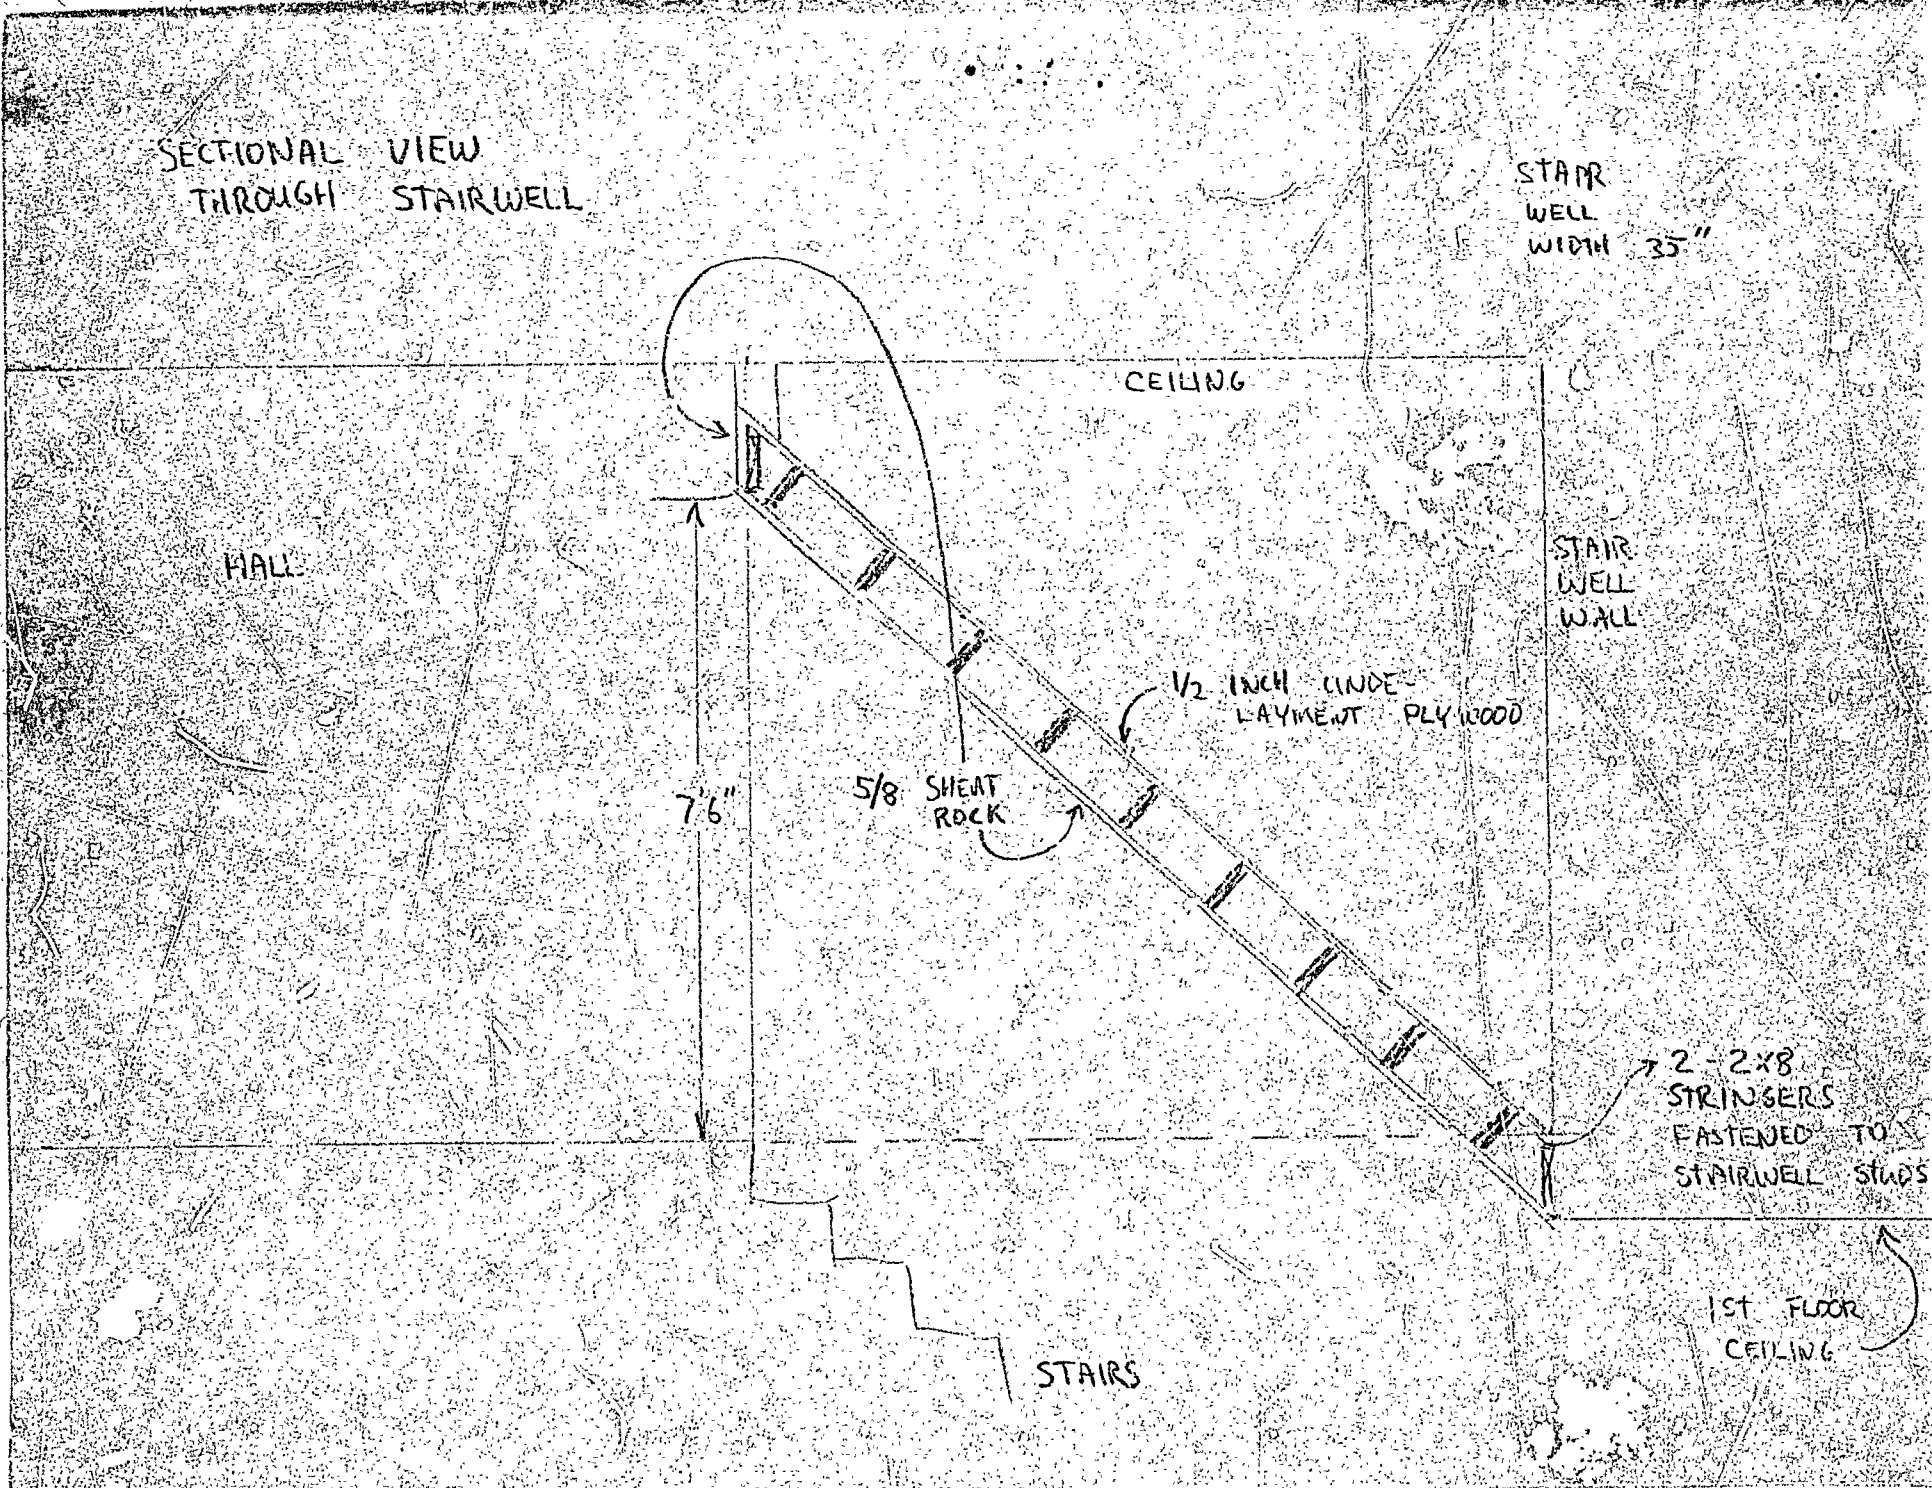 SECTIONAL VIEW
THROUGH STAIRWELL
STAIR
WELL
WIDTH 35"
CEILING
HALL
STAIR
WELL
WALL
1/2 INCH UNDE-
LAYMENT PLYWOOD
5/8 SHEAT
ROCK
7'6"
2-2X8
STRINGERS
FASTENED TO
STAIRWELL STUDS
1ST FLOOR
CEILING
STAIRS